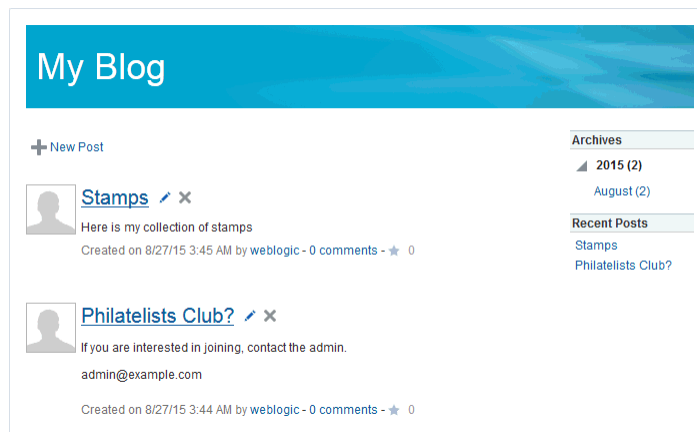 My Blog
New Post
Stamps
Here is my collection of stamps
Created on 8/27/15 3:45 AM by weblogic - 0 comments - 0
Philatelists Club?
If you are interested in joining, contact the admin.
admin@example.com
Created on 8/27/15 3:44 AM by weblogic - 0 comments - 0
Archives
2015 (2)
August (2)
Recent Posts
Stamps
Philatelists Club?